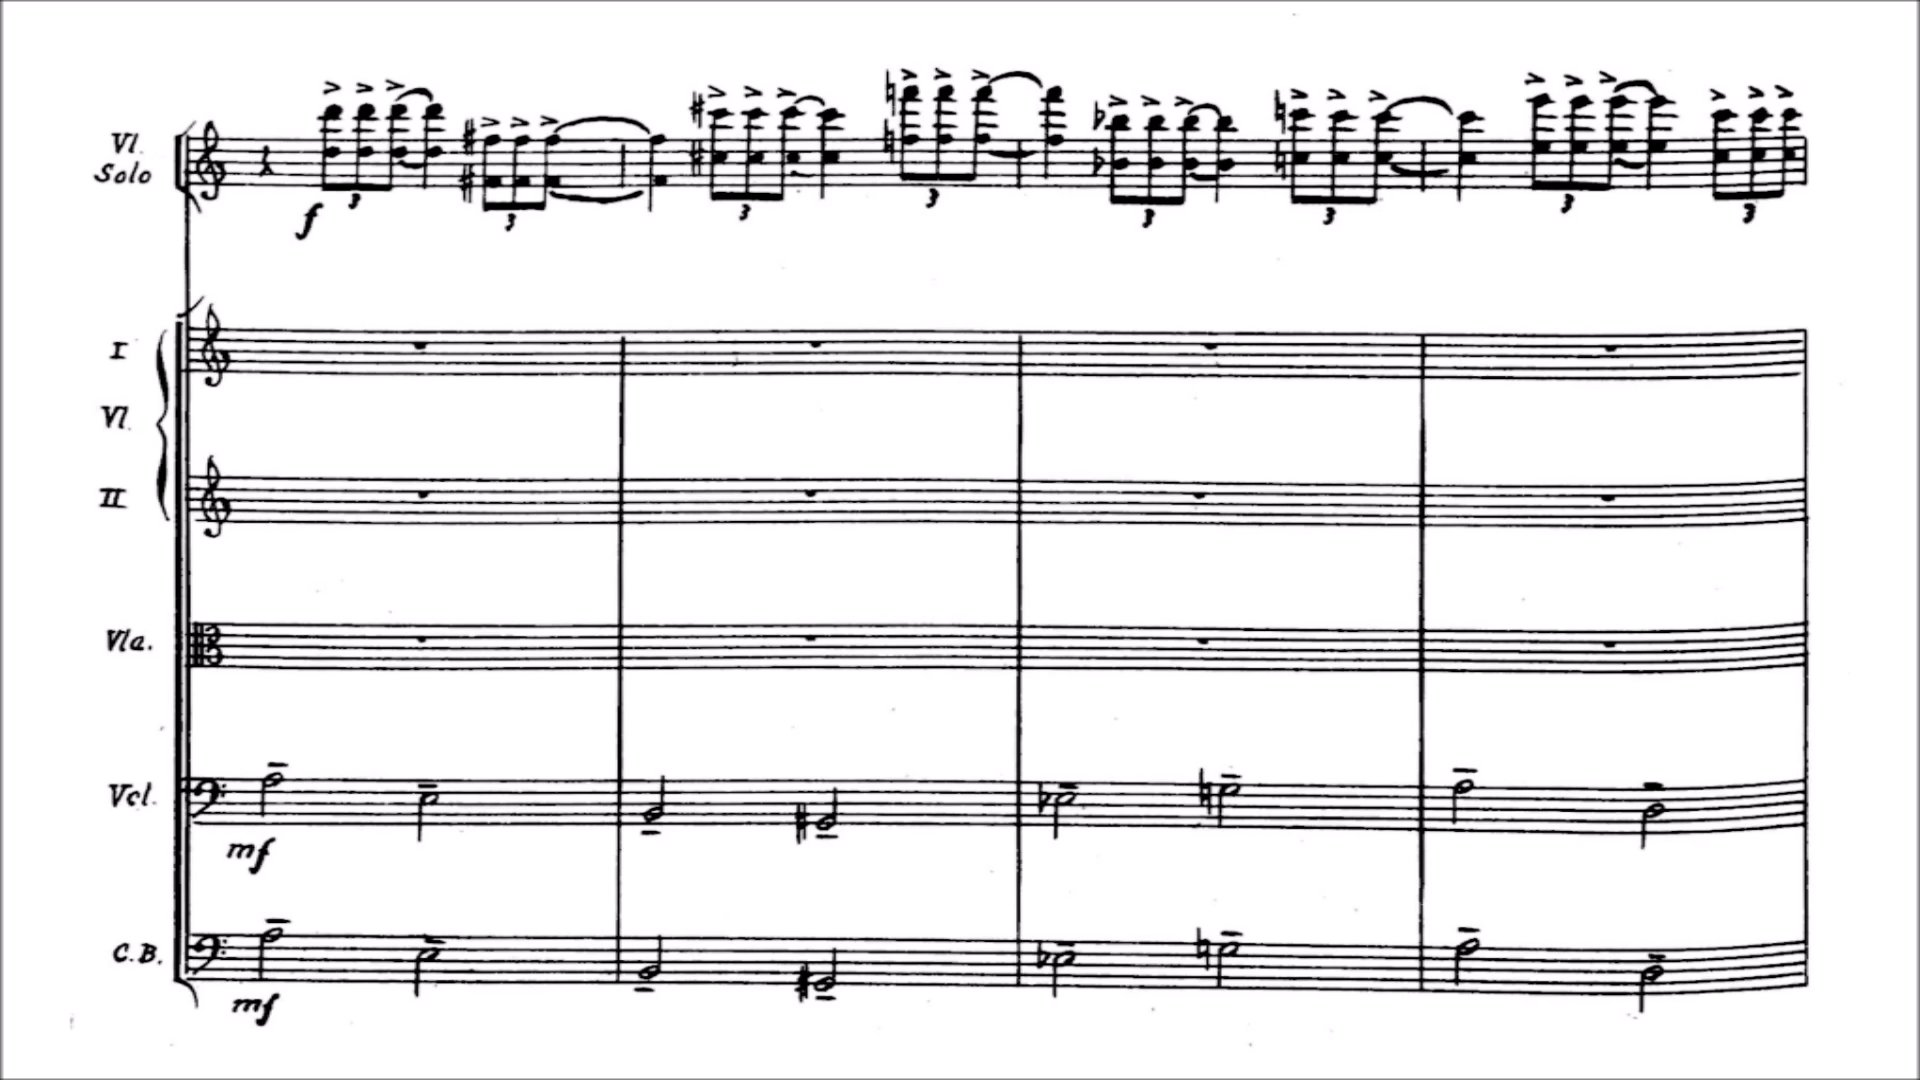 Vl.
Solo
f
3 3 3 3 3 3 3 3
I
Vl.
II
Vla.
Vcl.
mf
C.B.
mf